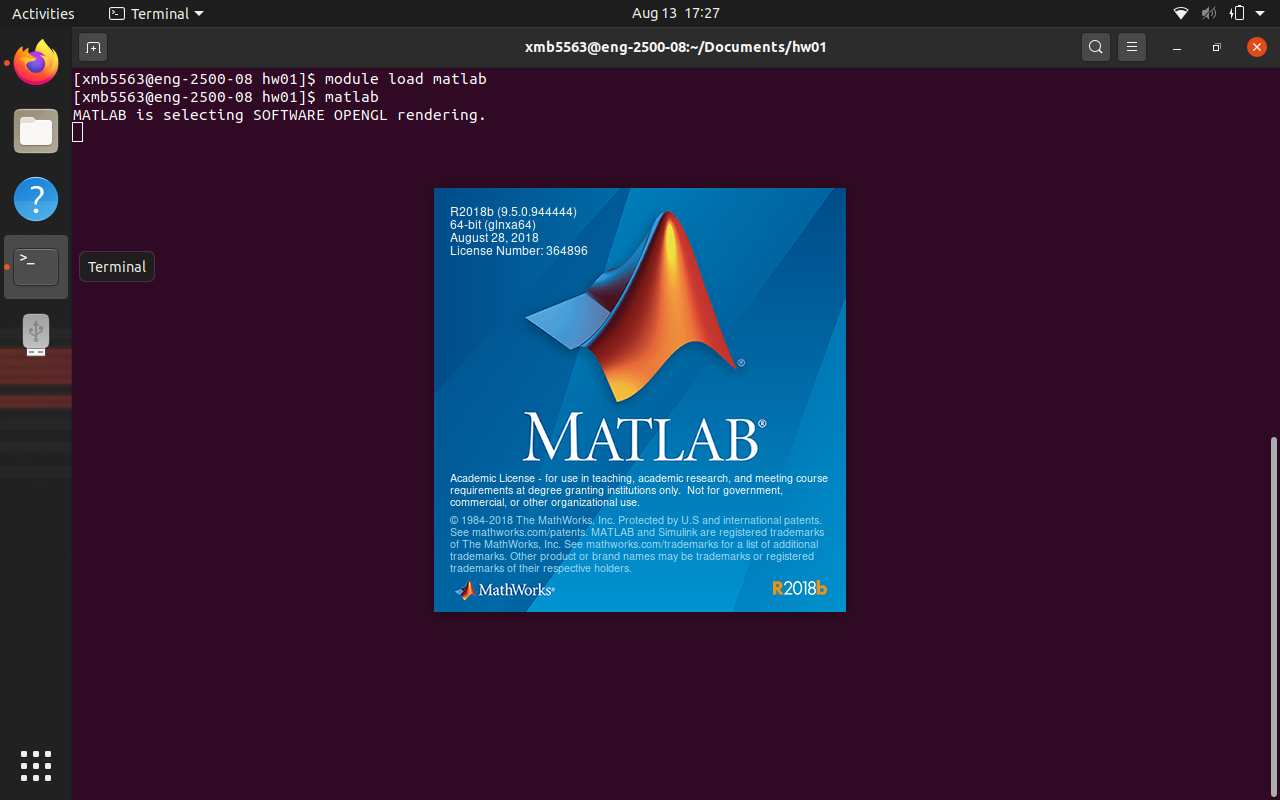 Activities
Terminal
Aug 13 17:27
xmb5563@eng-2500-08:~/Documents/hw01
[xmb5563@eng-2500-08 hw01]$ module load matlab
[xmb5563@eng-2500-08 hw01]$ matlab
MATLAB is selecting SOFTWARE OPENGL rendering.
?
>_
Terminal
R2018b (9.5.0.944444)
64-bit (glnxa64)
August 28, 2018
License Number: 364896
®
MATLAB®
Academic License - for use in teaching, academic research, and meeting course
requirements at degree granting institutions only.  Not for government,
commercial, or other organizational use.
© 1984-2018 The MathWorks, Inc. Protected by U.S and international patents.
See mathworks.com/patents. MATLAB and Simulink are registered trademarks
of The MathWorks, Inc. See mathworks.com/trademarks for a list of additional
trademarks. Other product or brand names may be trademarks or registered
trademarks of their respective holders.
MathWorks®
R2018b